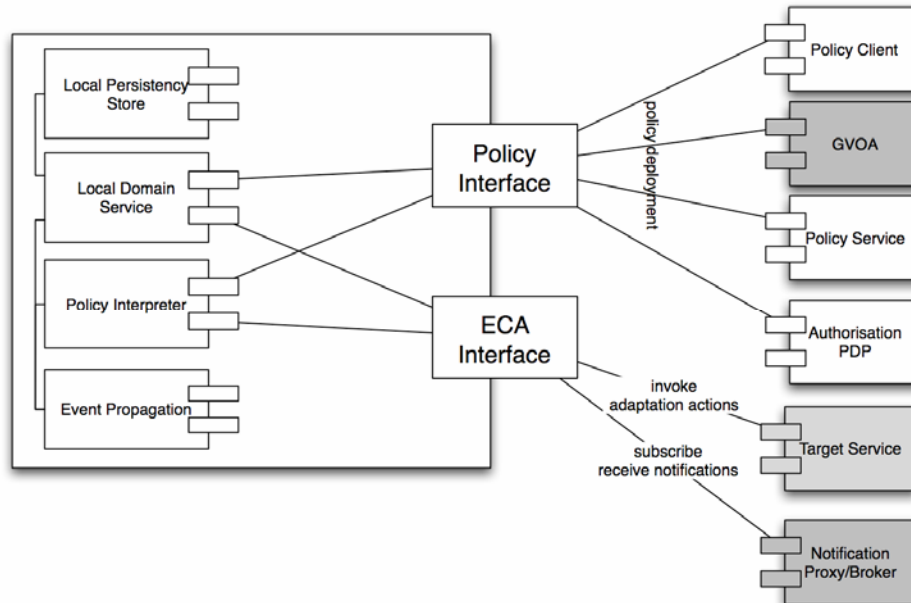 Local Persistency
Store
Local Domain
Service
Policy Interpreter
Event Propagation
Policy
Interface
ECA
Interface
policy deployment
invoke
adaptation actions
subscribe
receive notifications
Policy Client
GVOA
Policy Service
Authorisation
PDP
Target Service
Notification
Proxy/Broker